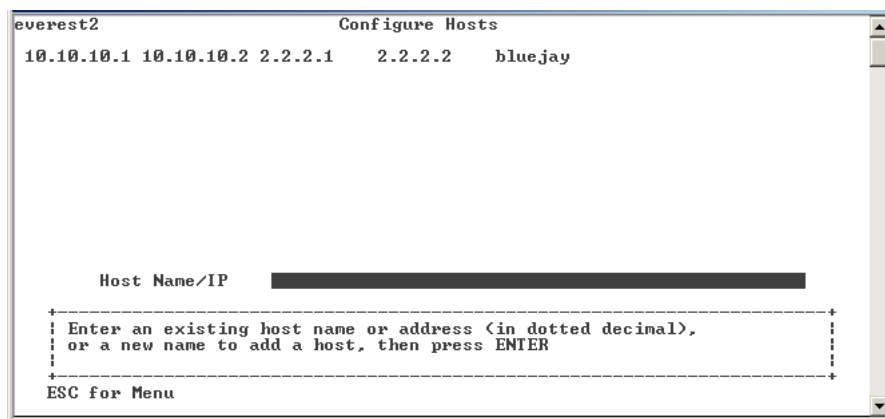 everest2 Configure Hosts
10.10.10.1 10.10.10.2 2.2.2.1 2.2.2.2 bluejay
Host Name/IP
Enter an existing host name or address (in dotted decimal),
or a new name to add a host, then press ENTER
ESC for Menu